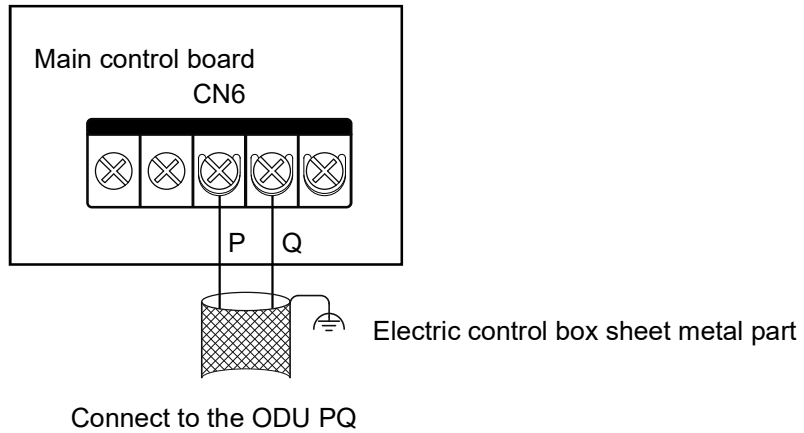 Main control board
CN6
P Q
Electric control box sheet metal part
Connect to the ODU PQ